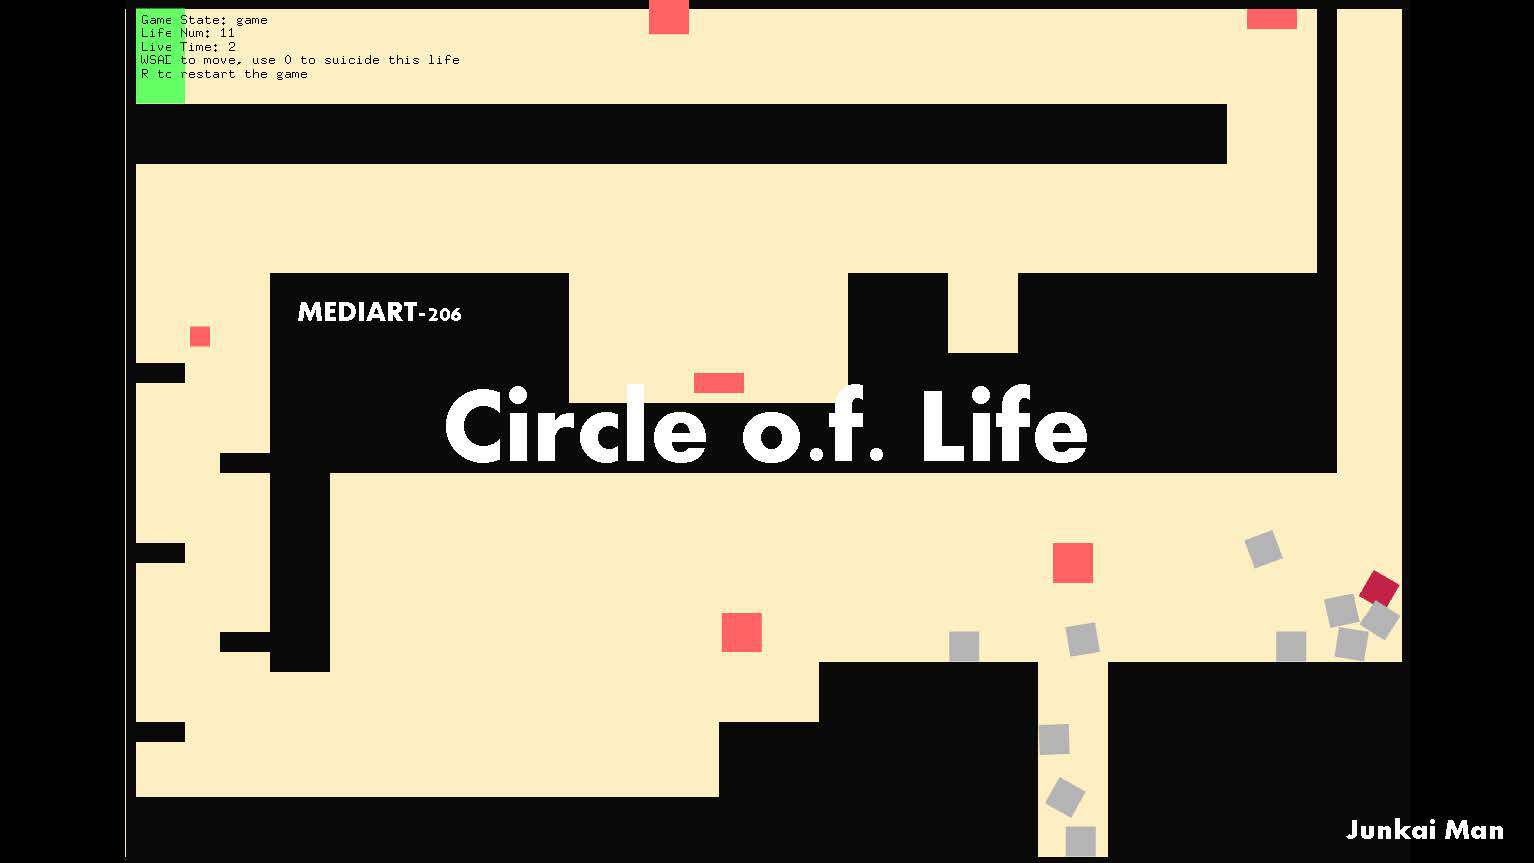 Game State: game
Life Num: 11
Live Time: 2
WSAD to move, use 0 to suicide this life
R to restart the game
MEDIART-206
Circle o.f. Life
Junkai Man